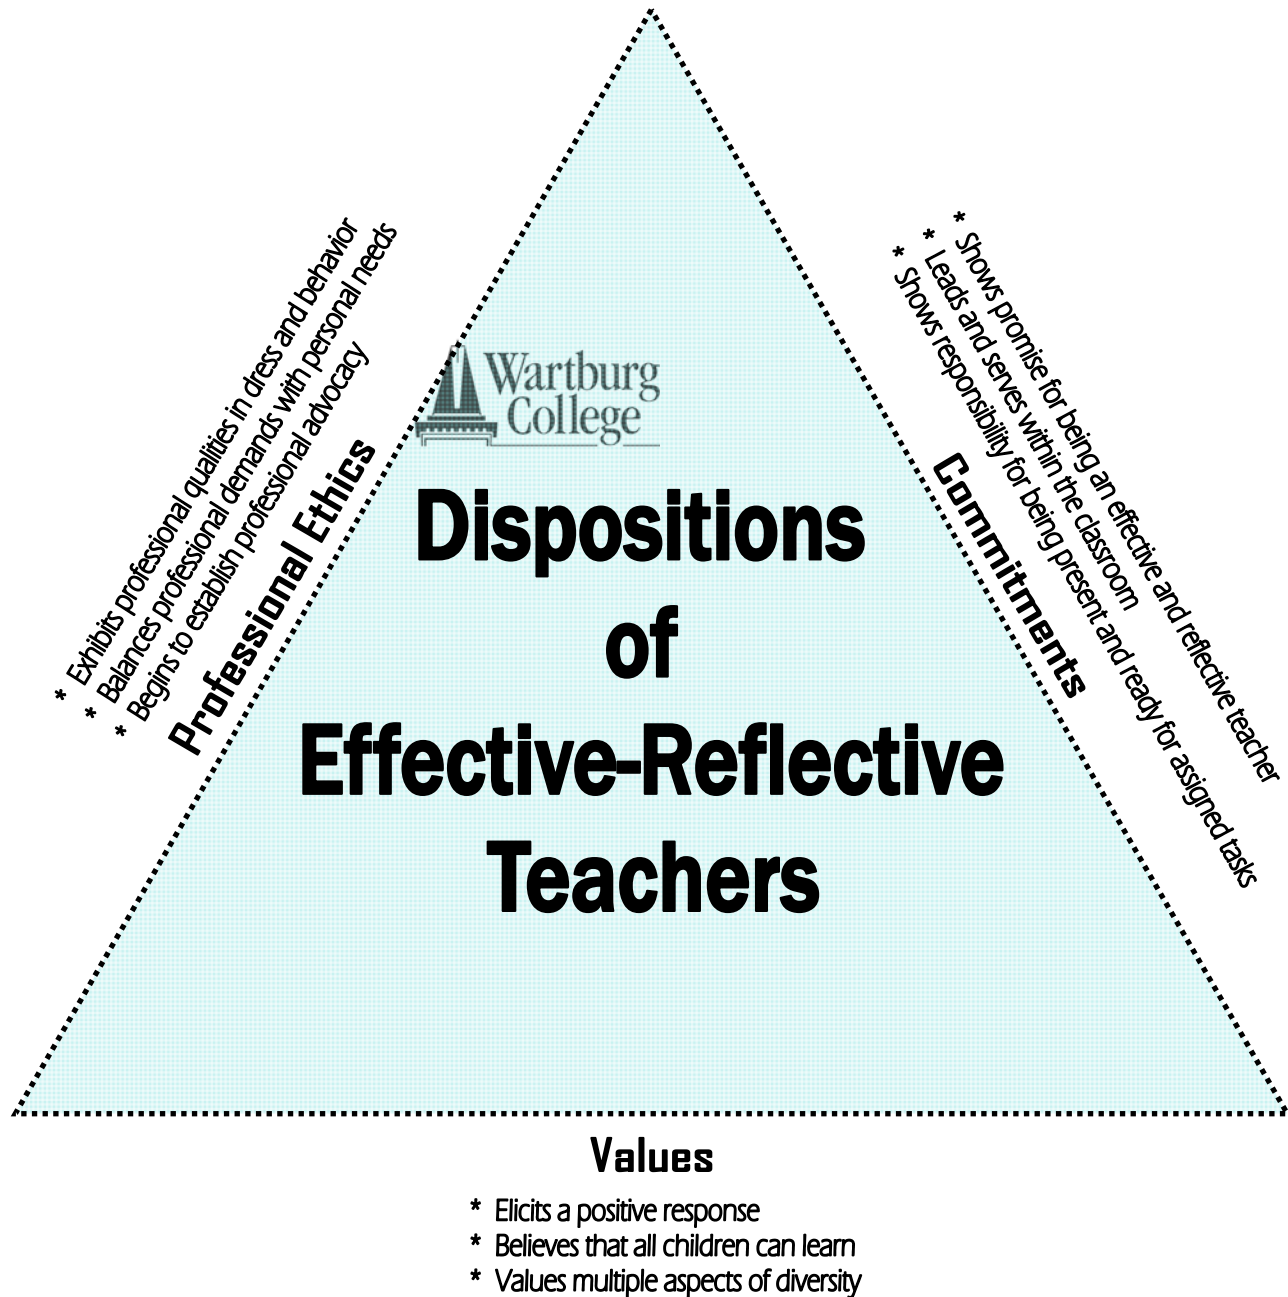 Wartburg
College
Dispositions
of
Effective-Reflective
Teachers
* Exhibits professional qualities in dress and behavior
* Balances professional demands with personal needs
* Begins to establish professional advocacy
Professional Ethics
* Shows promise for being an effective and reflective teacher
* Leads and serves within the classroom
* Shows responsibility for being present and ready for assigned tasks
Commitments
Values
* Elicits a positive response
* Believes that all children can learn
* Values multiple aspects of diversity